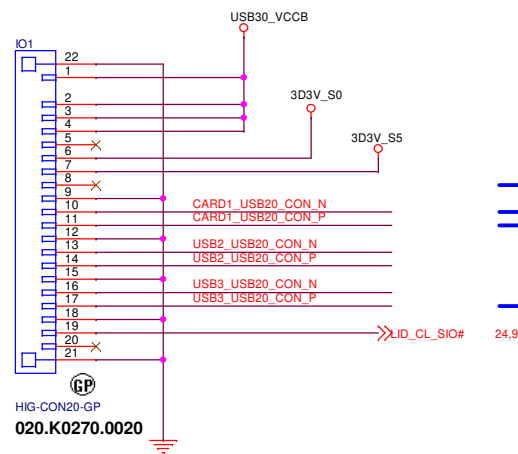 USB30_VCCB
IO1
22
1
3D3V_S0
2
3
4
3D3V_S5
5
6
7
8
9
10 CARD1_USB20_CON_N
11 CARD1_USB20_CON_P
12
13 USB2_USB20_CON_N
14 USB2_USB20_CON_P
15
16 USB3_USB20_CON_N
17 USB3_USB20_CON_P
18
19 LID_CL_SIO# 24,9
20
21
GP
HIG-CON20-GP
020.K0270.0020